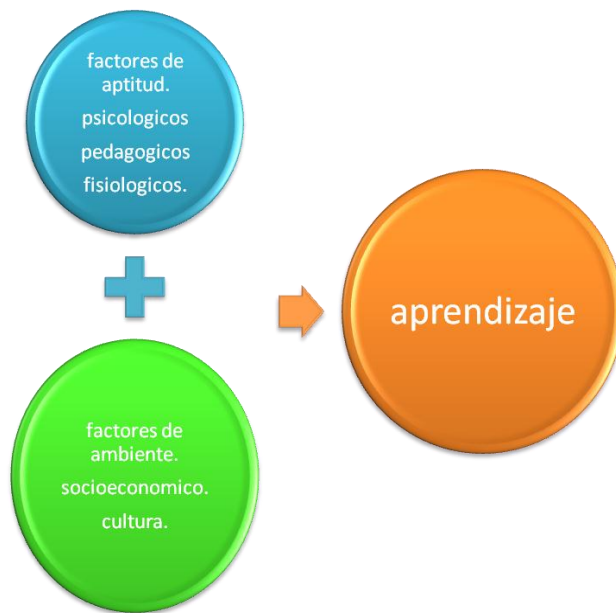 factores de
aptitud.
psicologicos
pedagogicos
fisiologicos.
aprendizaje
factores de
ambiente.
socioeconomico.
cultura.